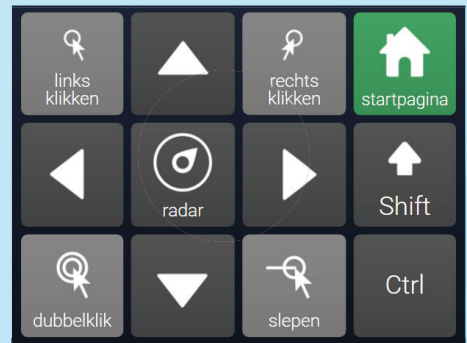 links
klikken
rechts
klikken
startpagina
radar
Shift
dubbelklik
slepen
Ctrl